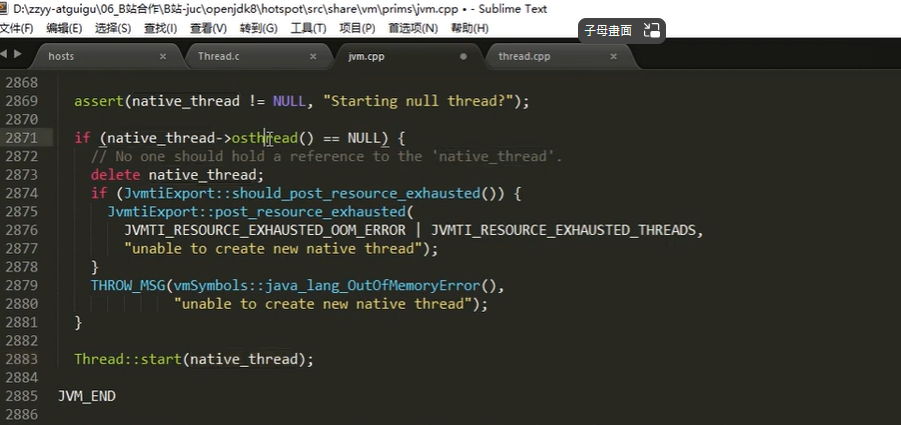 D:\zzyy-atguigu\06_B站合作\B站-juc\openjdk8\hotspot\src\share\vm\prims\jvm.cpp • - Sublime Text
文件(F) 编辑(E) 选择(S) 查找(I) 查看(V) 转到(G) 工具(T) 项目(P) 首选项(N) 帮助(H)
子母畫面
hosts × Thread.c × jvm.cpp thread.cpp ×
2868
2869 assert(native_thread != NULL, "Starting null thread?");
2870
2871 if (native_thread->osthread() == NULL) {
2872 // No one should hold a reference to the 'native_thread'.
2873 delete native_thread;
2874 if (JvmtiExport::should_post_resource_exhausted()) {
2875 JvmtiExport::post_resource_exhausted(
2876 JVMTI_RESOURCE_EXHAUSTED_OOM_ERROR | JVMTI_RESOURCE_EXHAUSTED_THREADS,
2877 "unable to create new native thread");
2878 }
2879 THROW_MSG(vmSymbols::java_lang_OutOfMemoryError(),
2880 "unable to create new native thread");
2881 }
2882
2883 Thread::start(native_thread);
2884
2885 JVM_END
2886